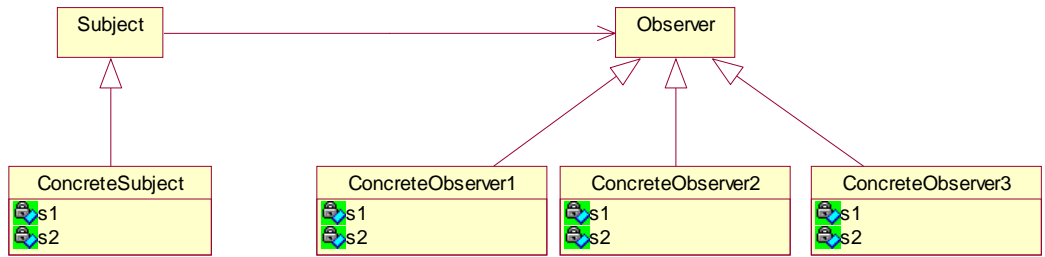 Subject
Observer
ConcreteSubject
s1
s2
ConcreteObserver1
s1
s2
ConcreteObserver2
s1
s2
ConcreteObserver3
s1
s2